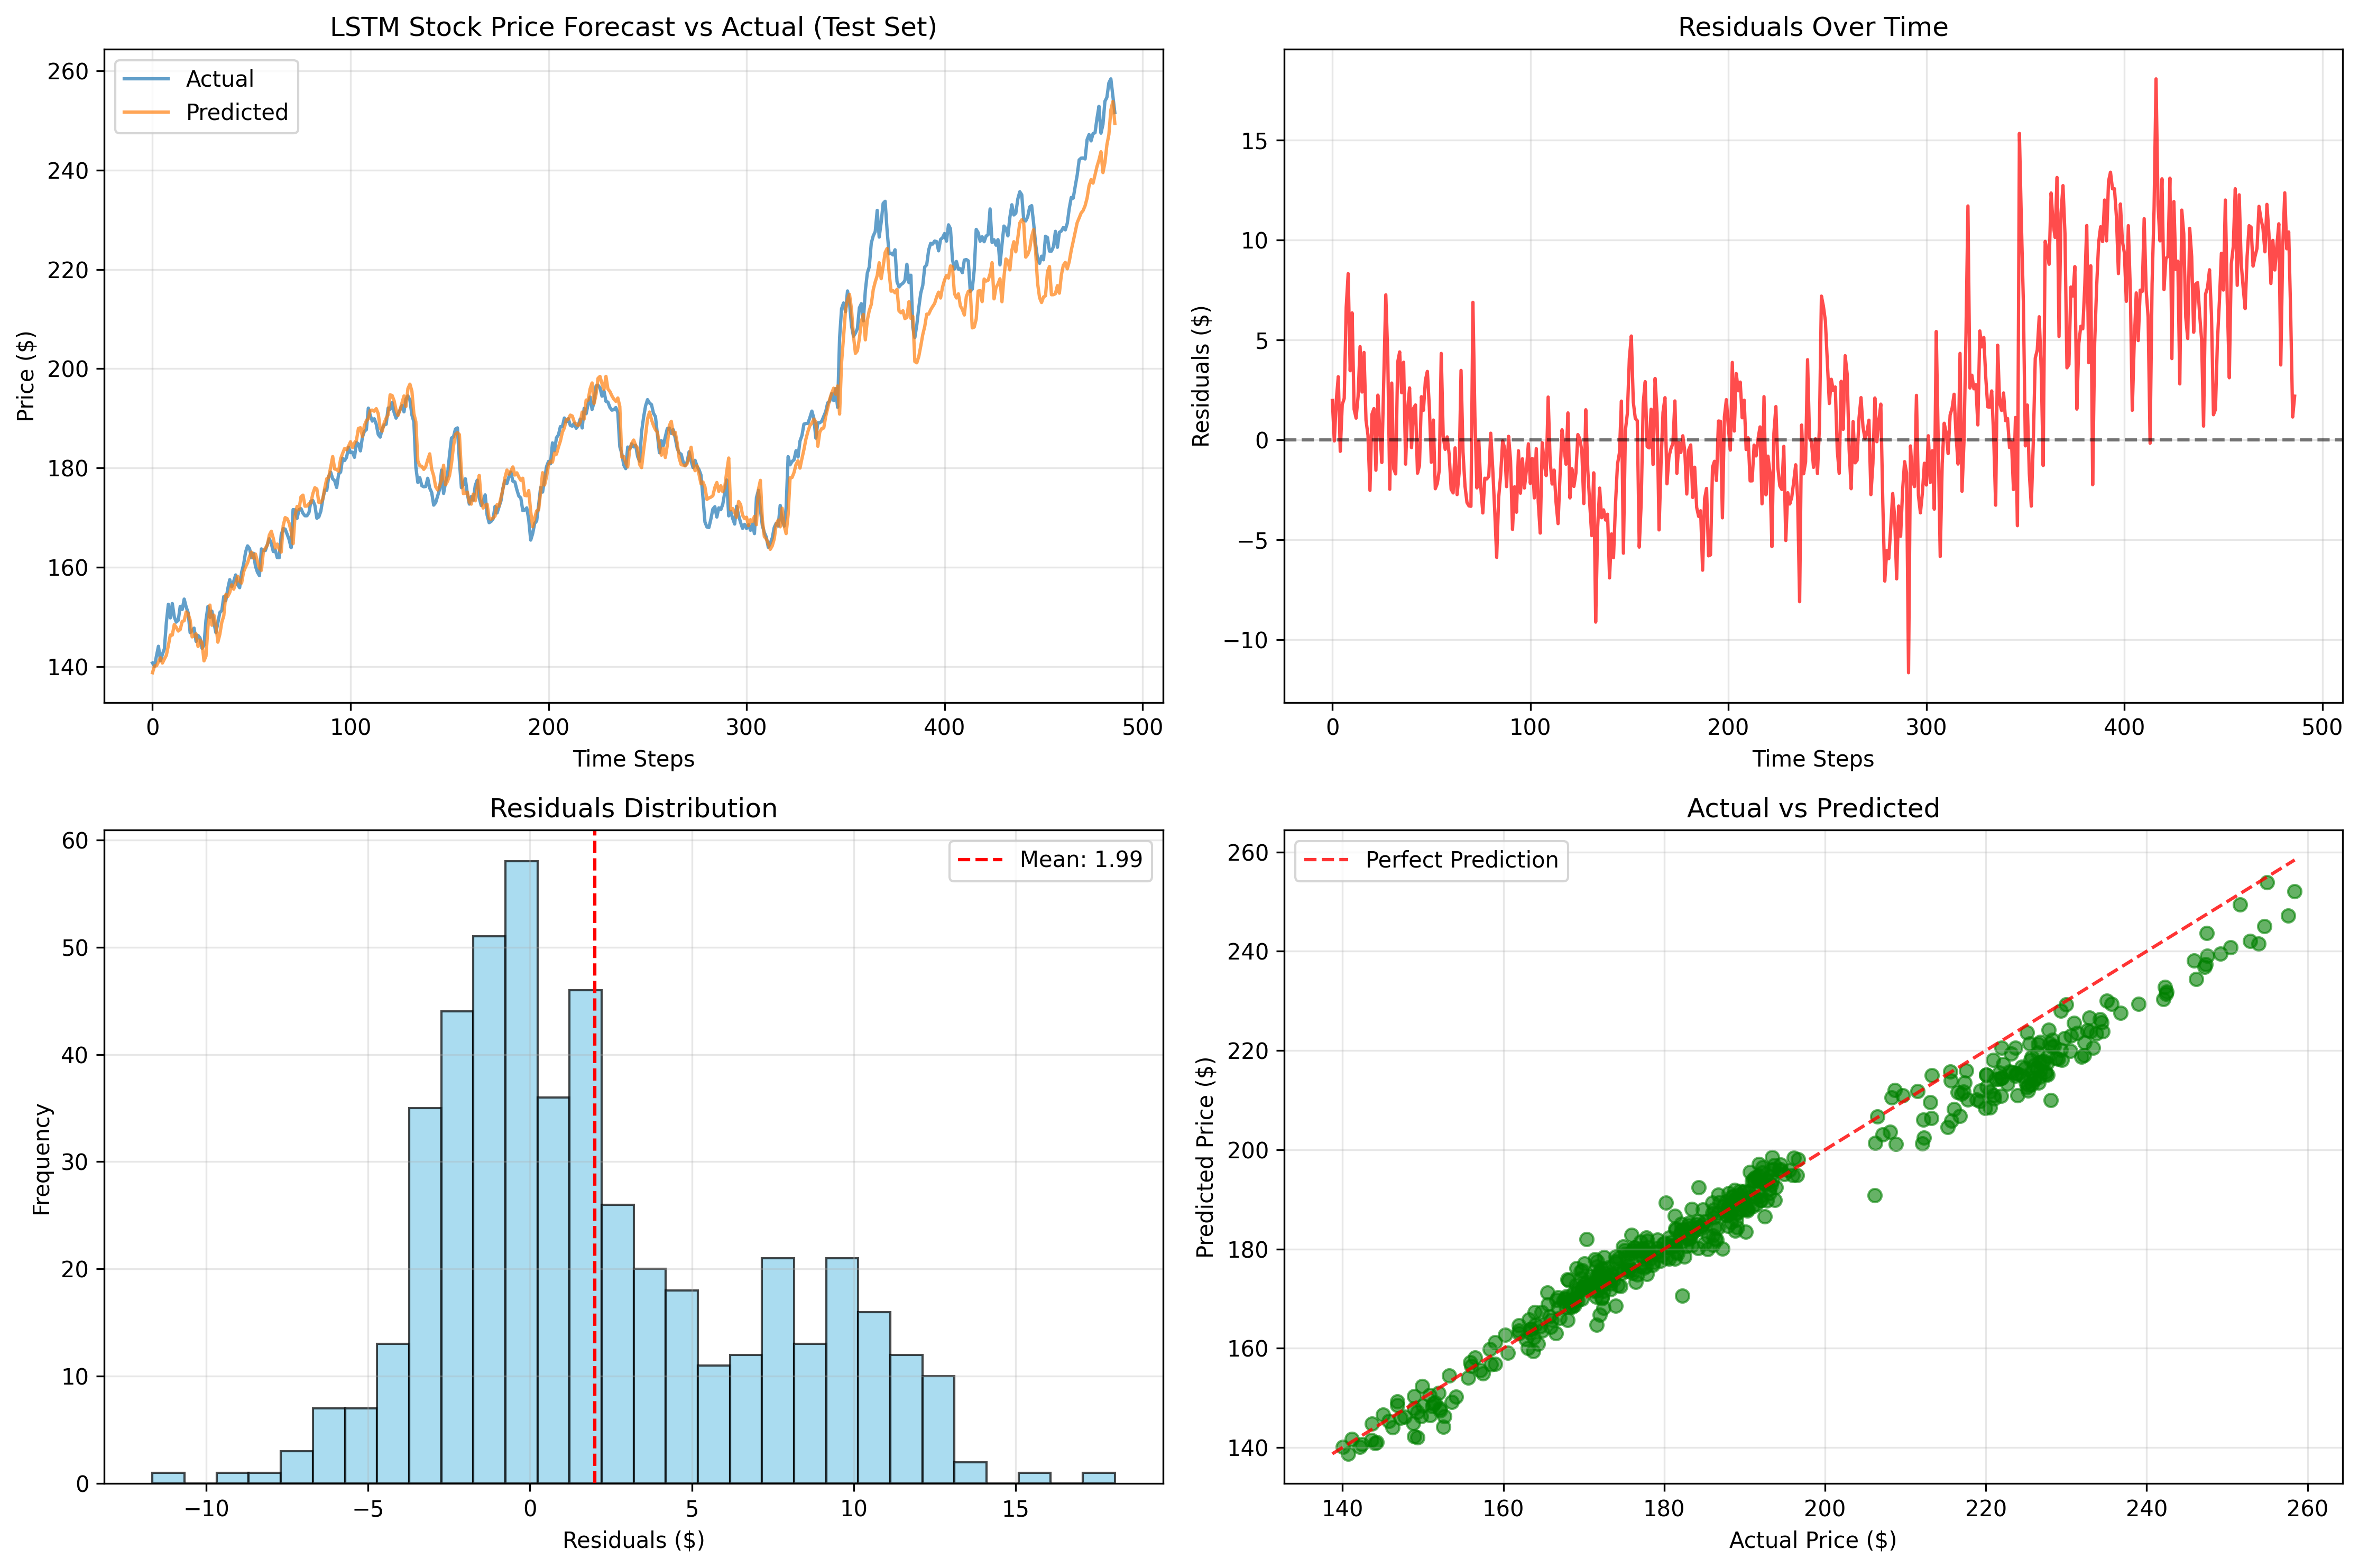 LSTM Stock Price Forecast vs Actual (Test Set)
Actual
Predicted
Price ($)
260
240
220
200
180
160
140
0 100 200 300 400 500
Time Steps
Residuals Over Time
Residuals ($)
15
10
5
0
−5
−10
0 100 200 300 400 500
Time Steps
Residuals Distribution
Mean: 1.99
Frequency
60
50
40
30
20
10
0
−10 −5 0 5 10 15
Residuals ($)
Actual vs Predicted
Perfect Prediction
Predicted Price ($)
260
240
220
200
180
160
140
140 160 180 200 220 240 260
Actual Price ($)